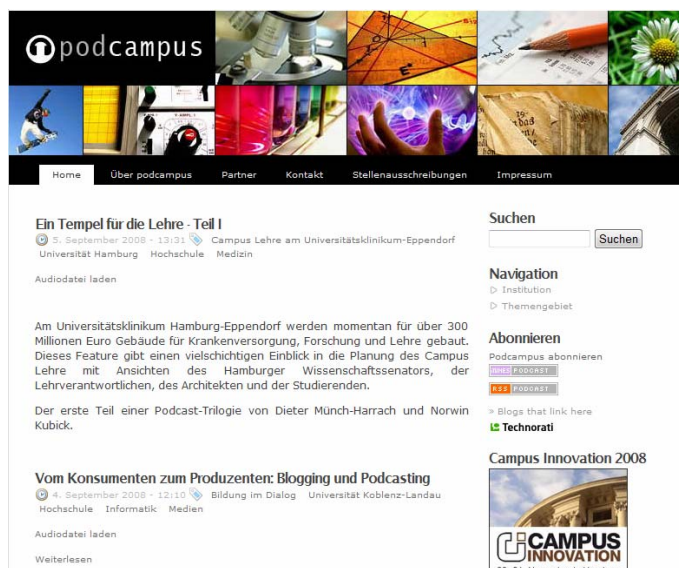 podcampus
Home Über podcampus Partner Kontakt Stellenausschreibungen Impressum
Ein Tempel für die Lehre - Teil I
5. September 2008 - 13:31 Campus Lehre am Universitätsklinikum-Eppendorf
Universität Hamburg Hochschule Medizin
Audiodatei laden
Am Universitätsklinikum Hamburg-Eppendorf werden momentan für über 300
Millionen Euro Gebäude für Krankenversorgung, Forschung und Lehre gebaut.
Dieses Feature gibt einen vielschichtigen Einblick in die Planung des Campus
Lehre mit Ansichten des Hamburger Wissenschaftssenators, der
Lehrverantwortlichen, des Architekten und der Studierenden.
Der erste Teil einer Podcast-Trilogie von Dieter Münch-Harrach und Norwin
Kubick.
Vom Konsumenten zum Produzenten: Blogging und Podcasting
4. September 2008 - 12:10 Bildung im Dialog Universität Koblenz-Landau
Hochschule Informatik Medien
Audiodatei laden
Weiterlesen
Suchen
Suchen
Navigation
Institution
Themengebiet
Abonnieren
Podcampus abonnieren
ITUNES PODCAST
RSS PODCAST
» Blogs that link here
Technorati
Campus Innovation 2008
CAMPUS
INNOVATION